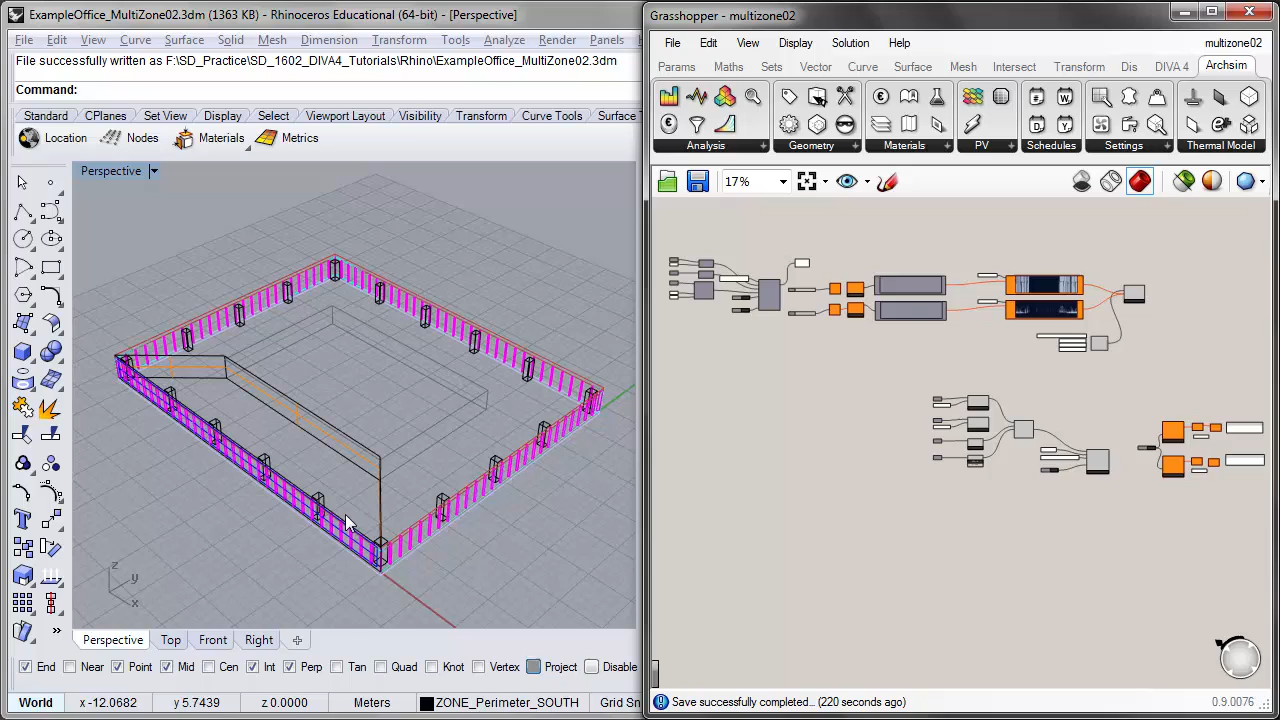 ExampleOffice_MultiZone02.3dm (1363 KB) - Rhinoceros Educational (64-bit) - [Perspective]
File Edit View Curve Surface Solid Mesh Dimension Transform Tools Analyze Render Panels
File successfully written as F:\SD_Practice\SD_1602_DIVA4_Tutorials\Rhino\ExampleOffice_MultiZone02.3dm
Command:
Standard CPlanes Set View Display Select Viewport Layout Visibility Transform Curve Tools Surface T
Location Notes Materials Metrics
Perspective
z
y
x
Perspective Top Front Right
End Near Point Mid Cen Int Perp Tan Quad Knot Vertex Project Disable
World x -12.0682 y 5.7439 z 0.0000 Meters ZONE_Perimeter_SOUTH Grid Sn
Grasshopper - multizone02
File Edit View Display Solution Help multizone02
Params Maths Sets Vector Curve Surface Mesh Intersect Transform Dis DIVA 4 Archsim
Analysis Geometry Materials PV Schedules Settings Thermal Model
17%
Save successfully completed... (220 seconds ago) 0.9.0076